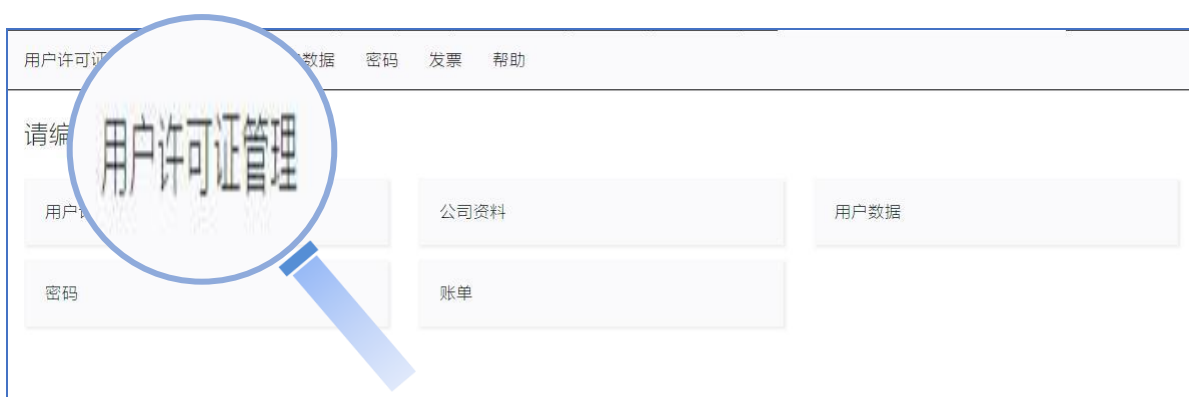 用户许可证 数据 密码 发票 帮助
请编
用户许可证管理
用户 公司资料 用户数据
密码 账单